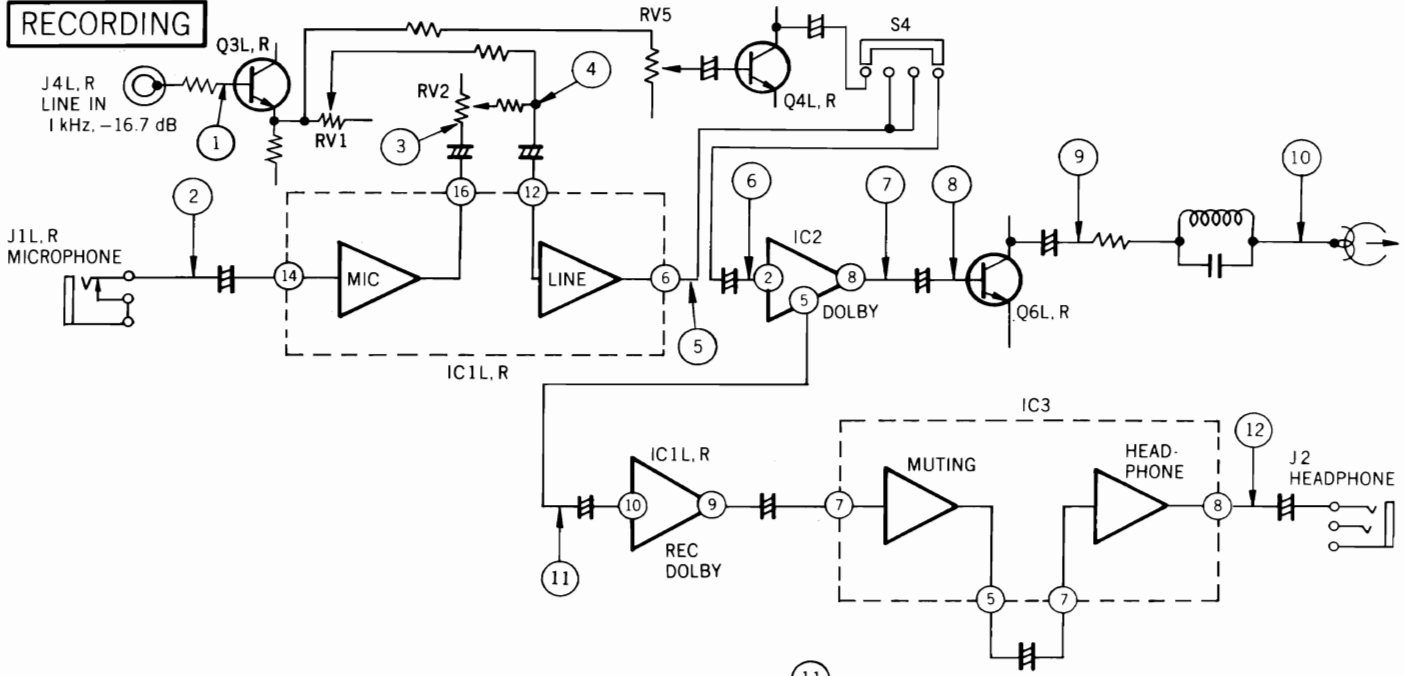 RECORDING
Q3L, R
J4L, R
LINE IN
1 kHz, −16.7 dB
1
RV1
RV2
3
4
RV5
Q4L, R
S4
2
J1L, R
MICROPHONE
14
MIC
16
12
LINE
6
5
IC1L, R
6
2
IC2
5
8
DOLBY
7
8
Q6L, R
9
10
11
IC1L, R
10
9
REC
DOLBY
IC3
7
MUTING
5
7
HEAD-
PHONE
8
12
J2
HEADPHONE
11